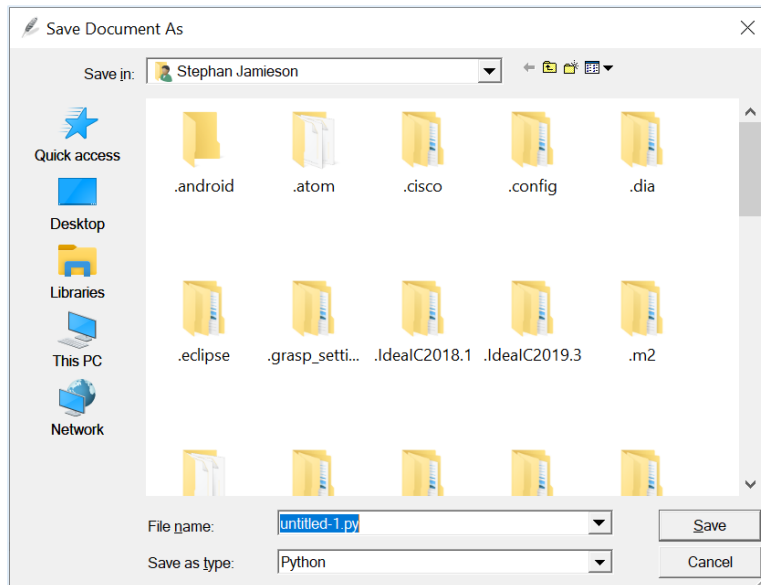 Save Document As
Save in: Stephan Jamieson
Quick access
Desktop
Libraries
This PC
Network
.android .atom .cisco .config .dia
.eclipse .grasp_setti... .IdeaIC2018.1 .IdeaIC2019.3 .m2
File name: untitled-1.py Save
Save as type: Python Cancel